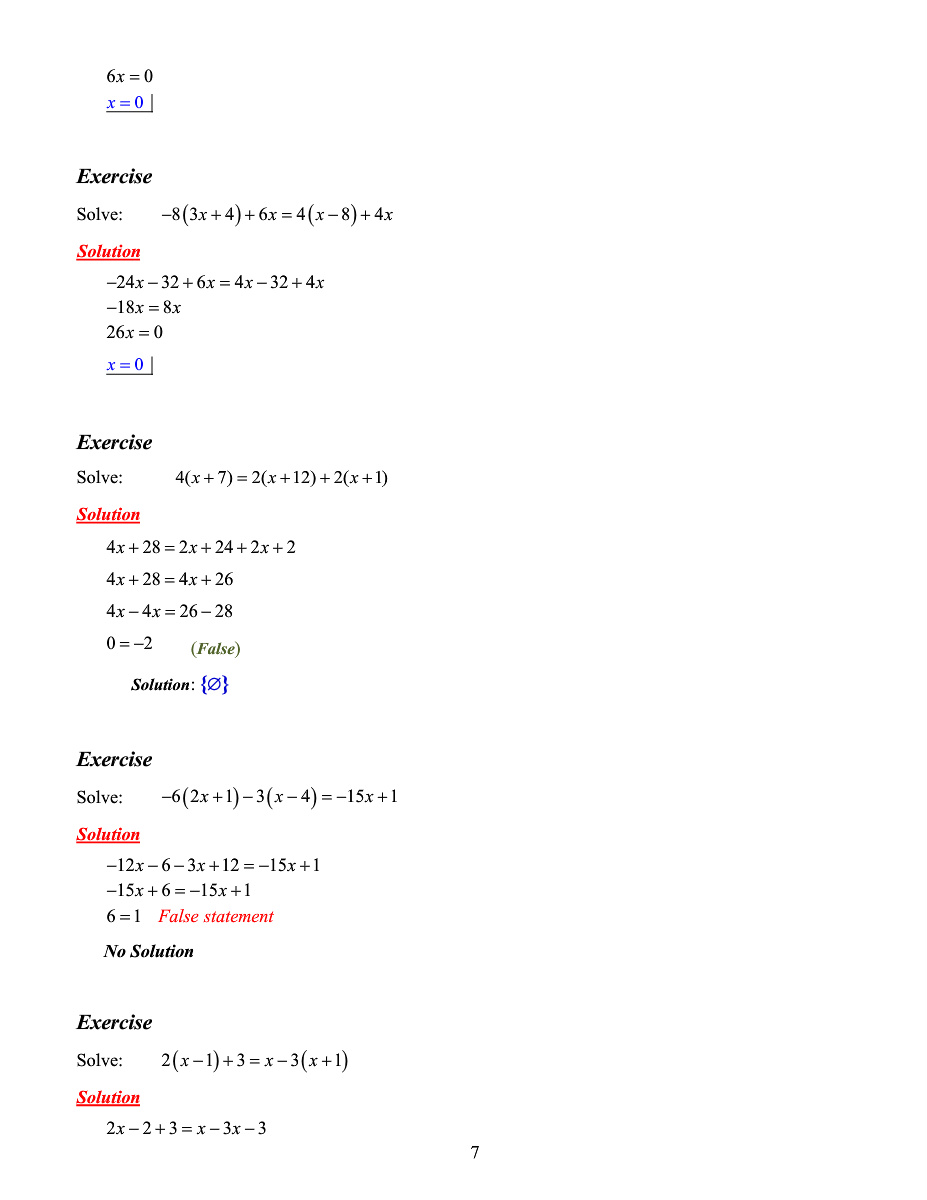 6x = 0
x = 0
Exercise
Solve: −8(3x + 4) + 6x = 4(x − 8) + 4x
Solution
−24x − 32 + 6x = 4x − 32 + 4x
−18x = 8x
26x = 0
x = 0
Exercise
Solve: 4(x + 7) = 2(x + 12) + 2(x + 1)
Solution
4x + 28 = 2x + 24 + 2x + 2
4x + 28 = 4x + 26
4x − 4x = 26 − 28
0 = −2 (False)
Solution: {∅}
Exercise
Solve: −6(2x + 1) − 3(x − 4) = −15x + 1
Solution
−12x − 6 − 3x + 12 = −15x + 1
−15x + 6 = −15x + 1
6 = 1 False statement
No Solution
Exercise
Solve: 2(x − 1) + 3 = x − 3(x + 1)
Solution
2x − 2 + 3 = x − 3x − 3
7